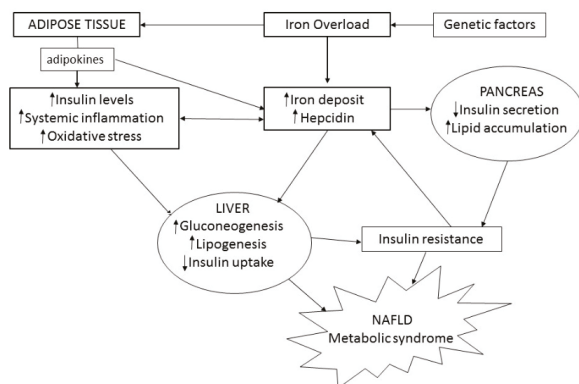 ADIPOSE TISSUE
Iron Overload
Genetic factors
adipokines
↑Insulin levels
↑Systemic inflammation
↑Oxidative stress
↑Iron deposit
↑Hepcidin
PANCREAS
↓Insulin secretion
↑Lipid accumulation
LIVER
↑Gluconeogenesis
↑Lipogenesis
↓Insulin uptake
Insulin resistance
NAFLD
Metabolic syndrome